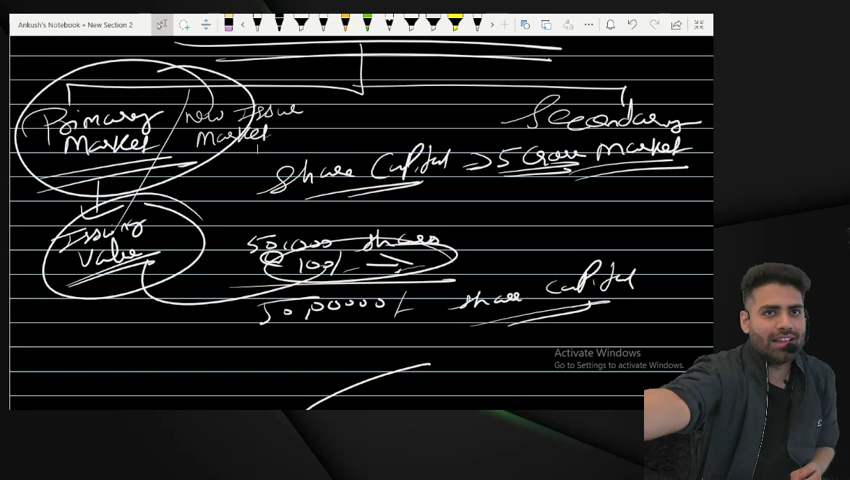 Ankush's Notebook • New Section 2
Primary
Market
New Issue
Market
Secondary
Market
Share Capital => 5 Crore
Issuing
Value
50,000 shares
@ 100/- →
50,00000/-
share capital
Activate Windows
Go to Settings to activate Windows.